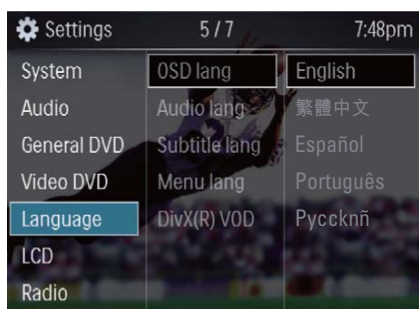 Settings 5 / 7 7:48pm
System
Audio
General DVD
Video DVD
Language
LCD
Radio
OSD lang
Audio lang
Subtitle lang
Menu lang
DivX(R) VOD
English
繁體中文
Español
Português
Руссknñ